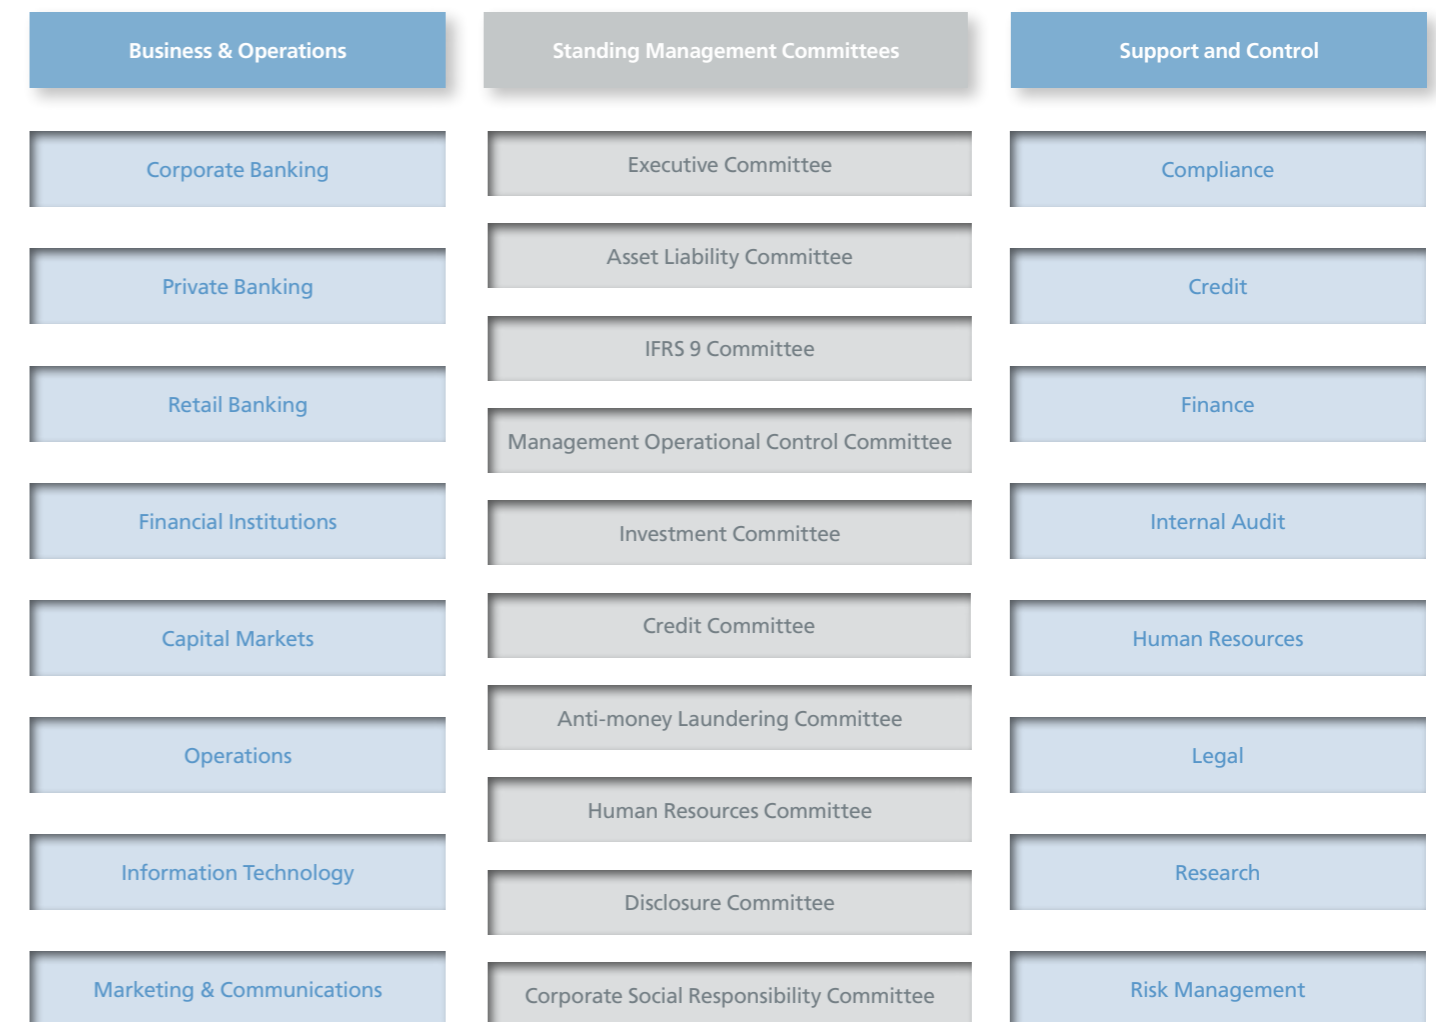 Business & Operations
Corporate Banking
Private Banking
Retail Banking
Financial Institutions
Capital Markets
Operations
Information Technology
Marketing & Communications
Standing Management Committees
Executive Committee
Asset Liability Committee
IFRS 9 Committee
Management Operational Control Committee
Investment Committee
Credit Committee
Anti-money Laundering Committee
Human Resources Committee
Disclosure Committee
Corporate Social Responsibility Committee
Support and Control
Compliance
Credit
Finance
Internal Audit
Human Resources
Legal
Research
Risk Management